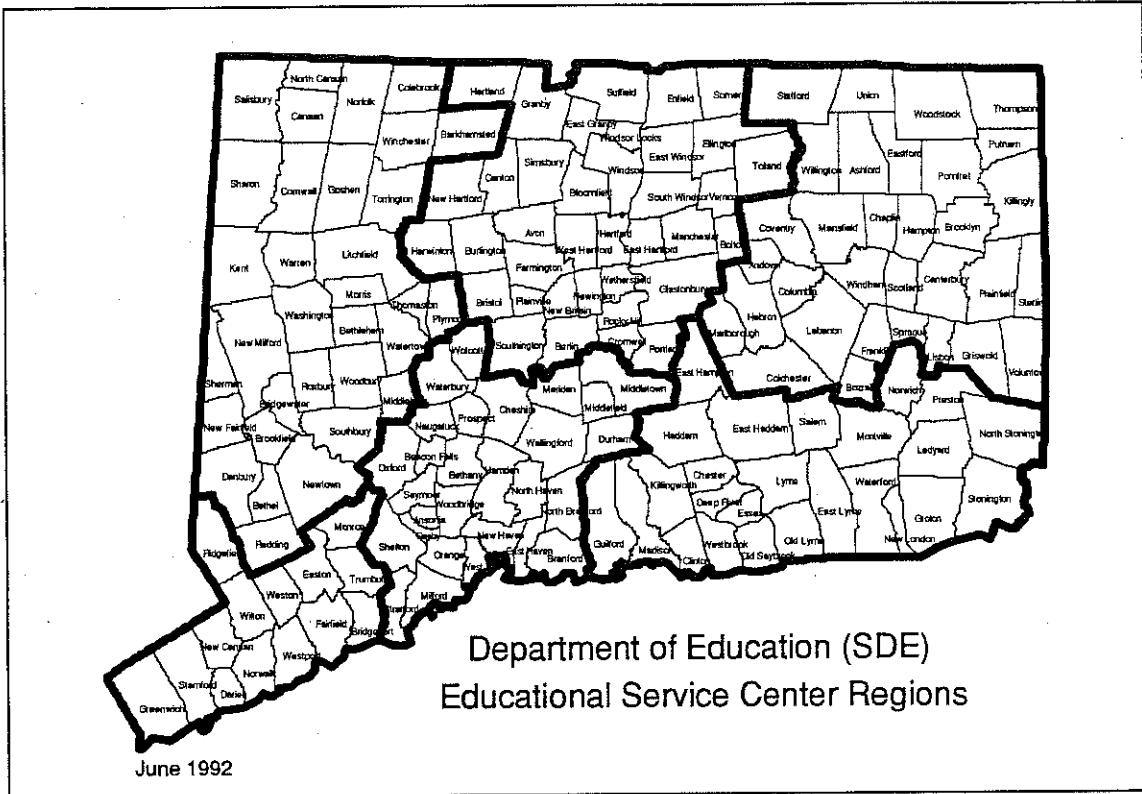 North Canaan
Colebrook
Hartland
Suffield
Enfield
Somers
Stafford
Union
Salisbury
Norfolk
Granby
Woodstock
Thompson
Canaan
East Granby
Winchester
Barkhamsted
Windsor Locks
Ellington
Putnam
Simsbury
East Windsor
Eastford
Toland
Willington
Ashford
Pomfret
Canton
Windsor
Sharon
Cornwall
Goshen
Torrington
New Hartford
Bloomfield
South Windsor
Vernon
Killingly
Chaplin
Hampton
Brooklyn
Avon
Hartford
Manchester
Coventry
Mansfield
Litchfield
Harwinton
Burlington
West Hartford
East Hartford
Bolton
Kent
Warren
Farmington
Andover
Wethersfield
Windham
Scotland
Canterbury
Morris
Glastonbury
Columbia
Plainfield
Sterling
Thomaston
Bristol
Plainville
Newington
New Britain
Washington
Plymouth
Rocky Hill
Hebron
Bethlehem
Marlborough
Lebanon
Sprague
New Milford
Watertown
Wolcott
Southington
Berlin
Cromwell
Portland
Franklin
Lisbon
Griswold
Voluntown
East Hampton
Sherman
Roxbury
Woodbury
Waterbury
Meriden
Middletown
Colchester
Bozrah
Norwich
Preston
Bridgewater
Cheshire
Middlefield
New Fairfield
Brookfield
Southbury
Naugatuck
Prospect
Wallingford
Durham
Haddam
East Haddam
Salem
Montville
North Stonington
Ledyard
Beacon Falls
Oxford
Danbury
Newtown
Bethany
Hamden
Chester
Lyme
Waterford
Seymour
Woodbridge
North Haven
Killingworth
Deep River
Stonington
Bethel
North Branford
Essex
East Lyme
Groton
Monroe
Ansonia
Derby
New Haven
Ridgefield
Redding
Shelton
Orange
West
East Haven
Branford
Guilford
Madison
Westbrook
Old Lyme
New London
Clinton
Old Saybrook
Easton
Trumbull
Weston
Milford
Stratford
Wilton
Fairfield
Bridgeport
New Canaan
Westport
Norwalk
Stamford
Darien
Greenwich
Department of Education (SDE)
Educational Service Center Regions
June 1992